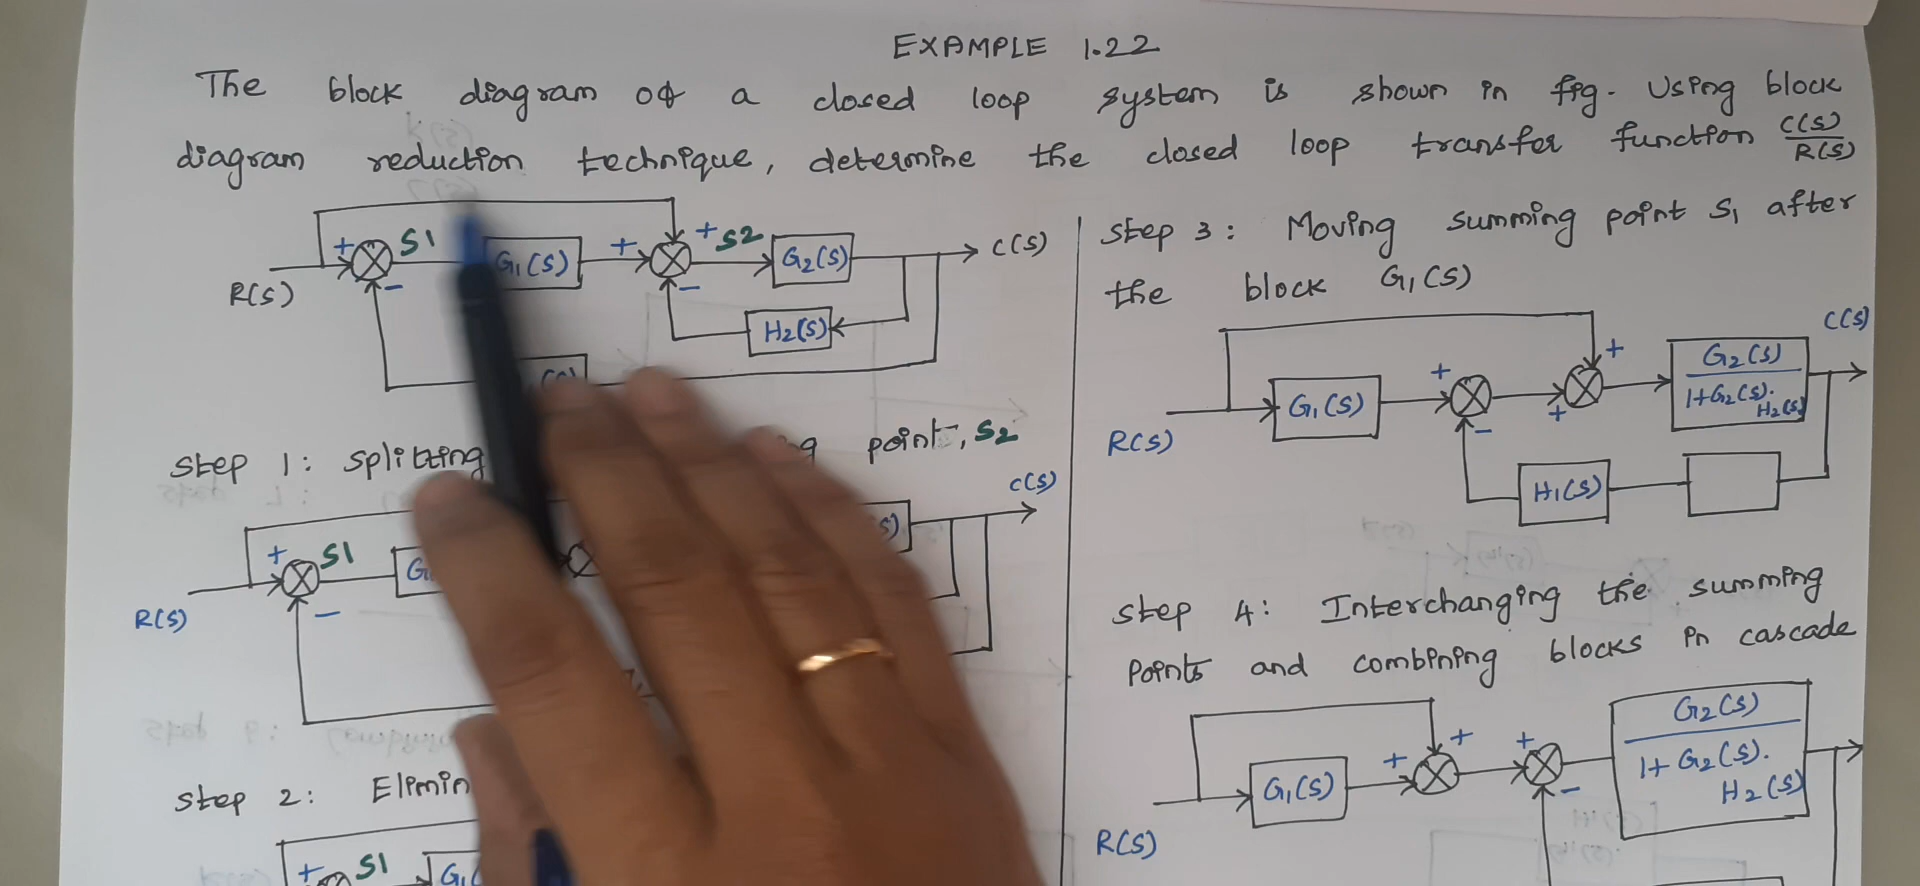 EXAMPLE 1.22
The block diagram of a closed loop system is shown in fig. Using block
diagram reduction technique, determine the closed loop transfer function C(S)/R(S)
+ S1 G1(S) + + S2 G2(S) C(S)
R(S) - -
H2(S)
Step 1: Splitting point, S2
C(S)
+ S1
R(S) -
Step 2:
+ S1
Step 3: Moving summing point S1 after
the block G1(S)
C(S)
+ + G2(S)
G1(S) + 1+G2(S).
H2(S)
R(S) -
H1(S)
Step 4: Interchanging the summing
points and combining blocks in cascade
G2(S)
+ + +
G1(S) - 1+ G2(S).
H2(S)
R(S)